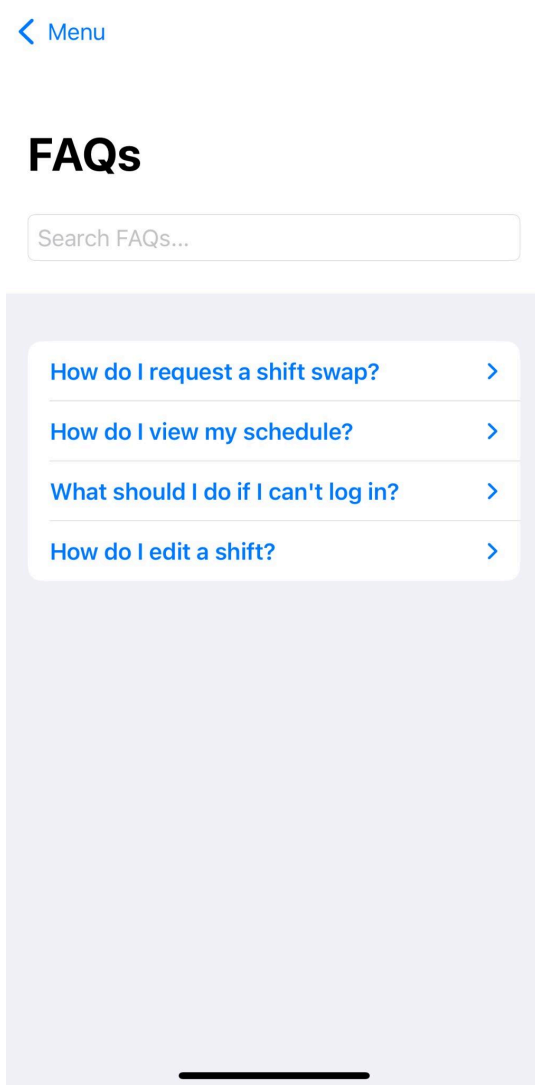 Menu
FAQs
Search FAQs...
How do I request a shift swap?
How do I view my schedule?
What should I do if I can't log in?
How do I edit a shift?